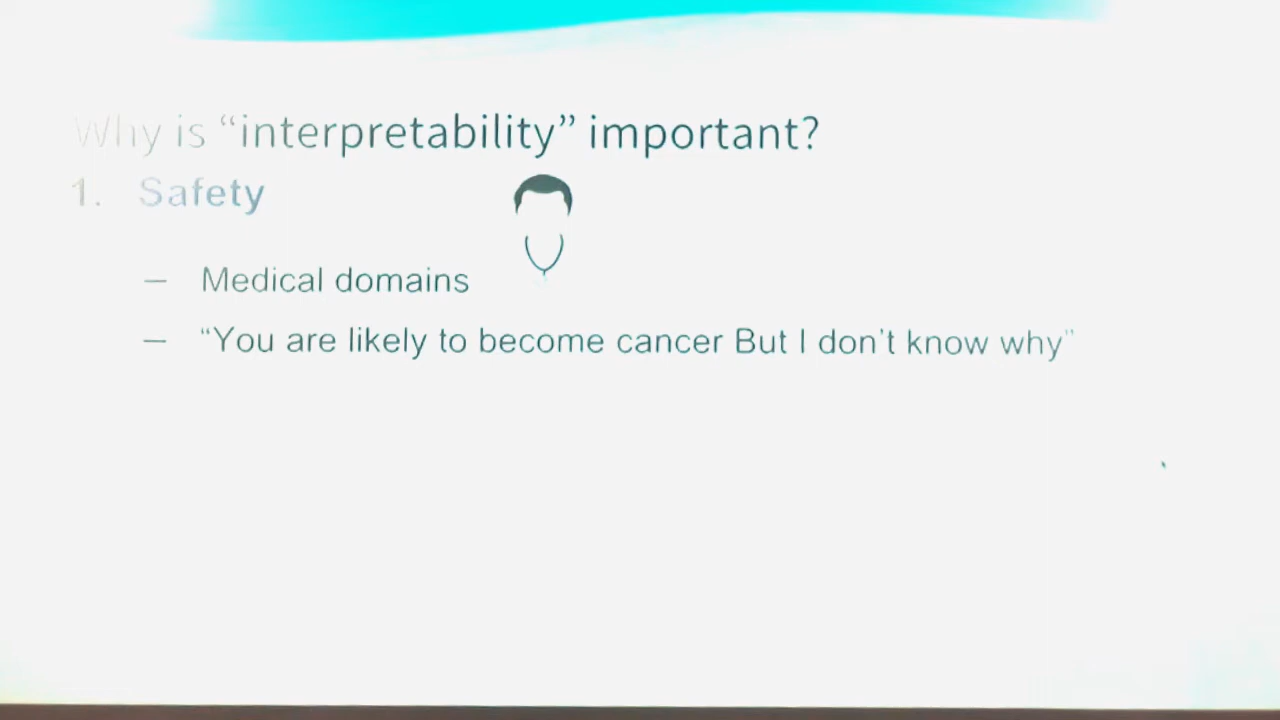 Why is “interpretability” important?
1. Safety
– Medical domains
– “You are likely to become cancer But I don’t know why”